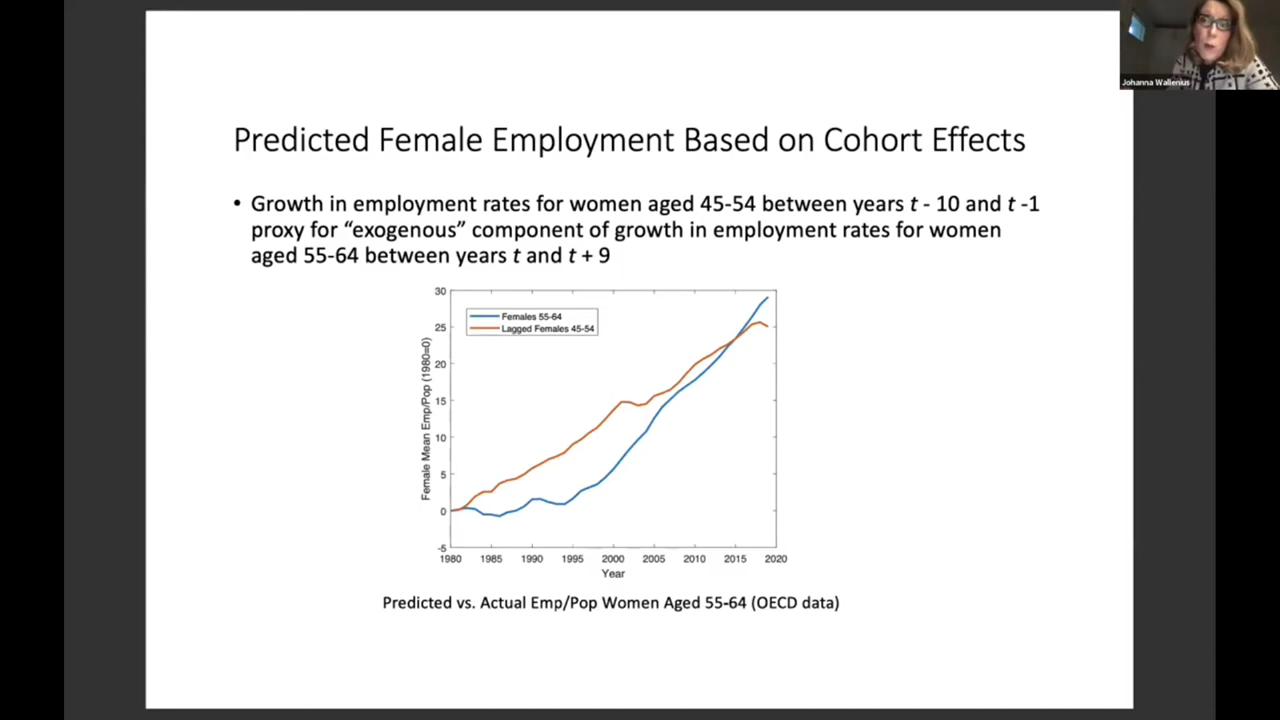 Johanna Wallenius
Predicted Female Employment Based on Cohort Effects
• Growth in employment rates for women aged 45-54 between years t - 10 and t -1
proxy for “exogenous” component of growth in employment rates for women
aged 55-64 between years t and t + 9
Females 55-64
Lagged Females 45-54
Female Mean Emp/Pop (1980=0)
30
25
20
15
10
5
0
-5
1980 1985 1990 1995 2000 2005 2010 2015 2020
Year
Predicted vs. Actual Emp/Pop Women Aged 55-64 (OECD data)